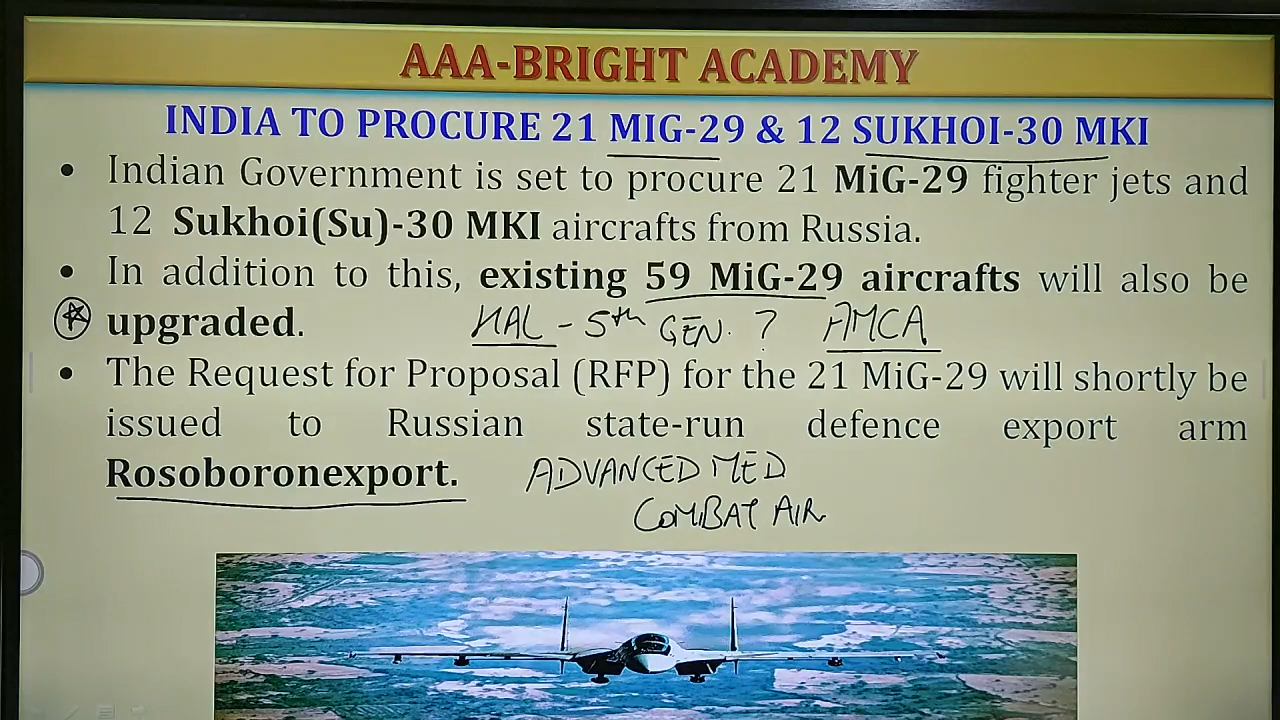 AAA-BRIGHT ACADEMY
INDIA TO PROCURE 21 MIG-29 & 12 SUKHOI-30 MKI
• Indian Government is set to procure 21 MiG-29 fighter jets and
12 Sukhoi(Su)-30 MKI aircrafts from Russia.
• In addition to this, existing 59 MiG-29 aircrafts will also be
upgraded. HAL - 5th GEN. ? AMCA
• The Request for Proposal (RFP) for the 21 MiG-29 will shortly be
issued to Russian state-run defence export arm
Rosoboronexport. ADVANCED MED
COMBAT AIR